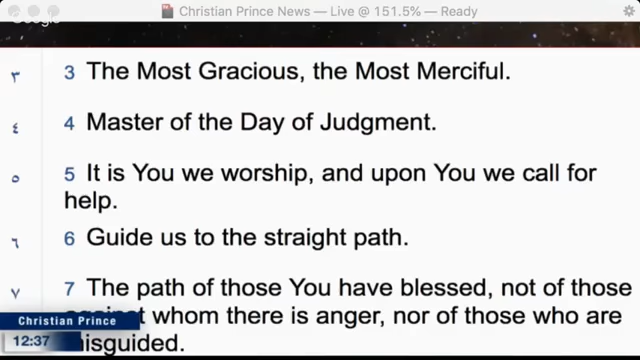 Christian Prince News — Live @ 151.5% — Ready
Google
٣ 3 The Most Gracious, the Most Merciful.
٤ 4 Master of the Day of Judgment.
٥ 5 It is You we worship, and upon You we call for
help.
٦ 6 Guide us to the straight path.
٧ 7 The path of those You have blessed, not of those
whom there is anger, nor of those who are
misguided.
Christian Prince
12:37